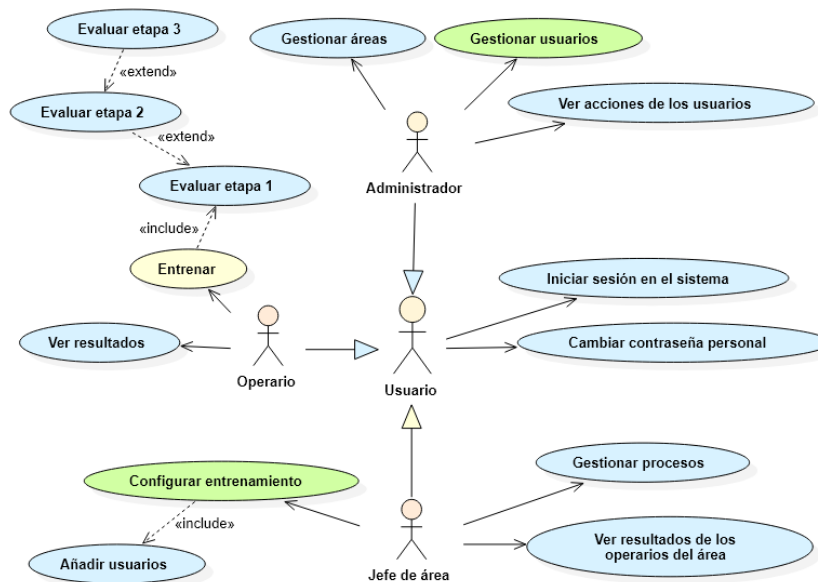 Evaluar etapa 3
Gestionar áreas
Gestionar usuarios
«extend»
Evaluar etapa 2
Ver acciones de los usuarios
«extend»
Evaluar etapa 1
Administrador
«include»
Entrenar
Iniciar sesión en el sistema
Ver resultados
Cambiar contraseña personal
Operario
Usuario
Configurar entrenamiento
Gestionar procesos
«include»
Ver resultados de los
operarios del área
Añadir usuarios
Jefe de área